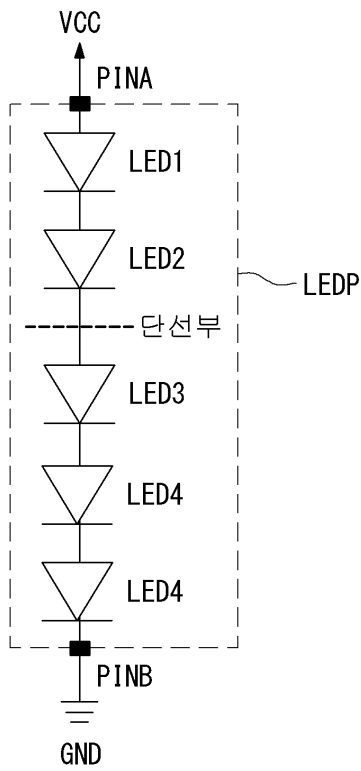 VCC
PINA
LED1
LED2
LEDP
단선부
LED3
LED4
LED4
PINB
GND